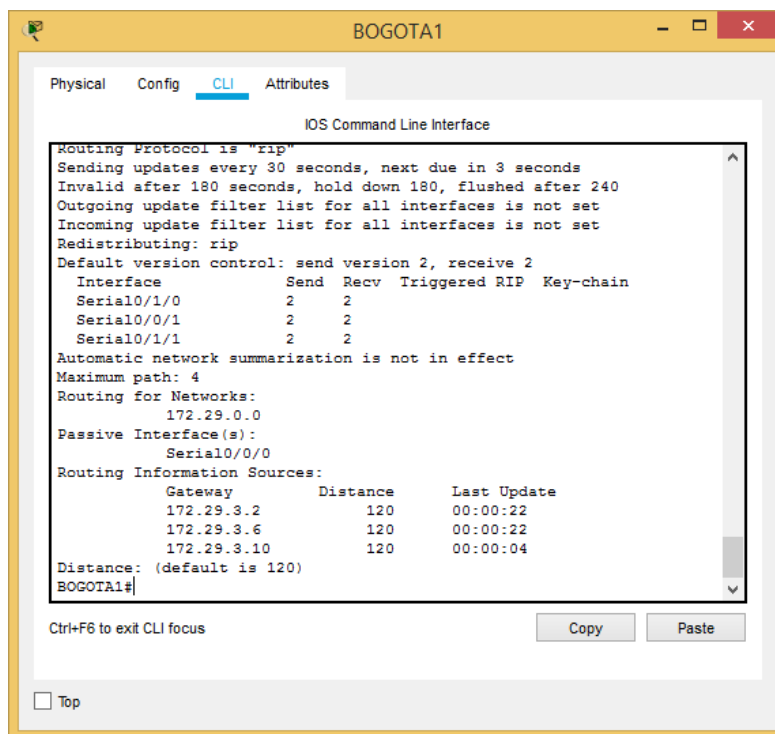 BOGOTA1
Physical Config CLI Attributes
IOS Command Line Interface
Routing Protocol is "rip"
Sending updates every 30 seconds, next due in 3 seconds
Invalid after 180 seconds, hold down 180, flushed after 240
Outgoing update filter list for all interfaces is not set
Incoming update filter list for all interfaces is not set
Redistributing: rip
Default version control: send version 2, receive 2
Interface Send Recv Triggered RIP Key-chain
Serial0/1/0 2 2
Serial0/0/1 2 2
Serial0/1/1 2 2
Automatic network summarization is not in effect
Maximum path: 4
Routing for Networks:
172.29.0.0
Passive Interface(s):
Serial0/0/0
Routing Information Sources:
Gateway Distance Last Update
172.29.3.2 120 00:00:22
172.29.3.6 120 00:00:22
172.29.3.10 120 00:00:04
Distance: (default is 120)
BOGOTA1#
Ctrl+F6 to exit CLI focus
Copy Paste
Top